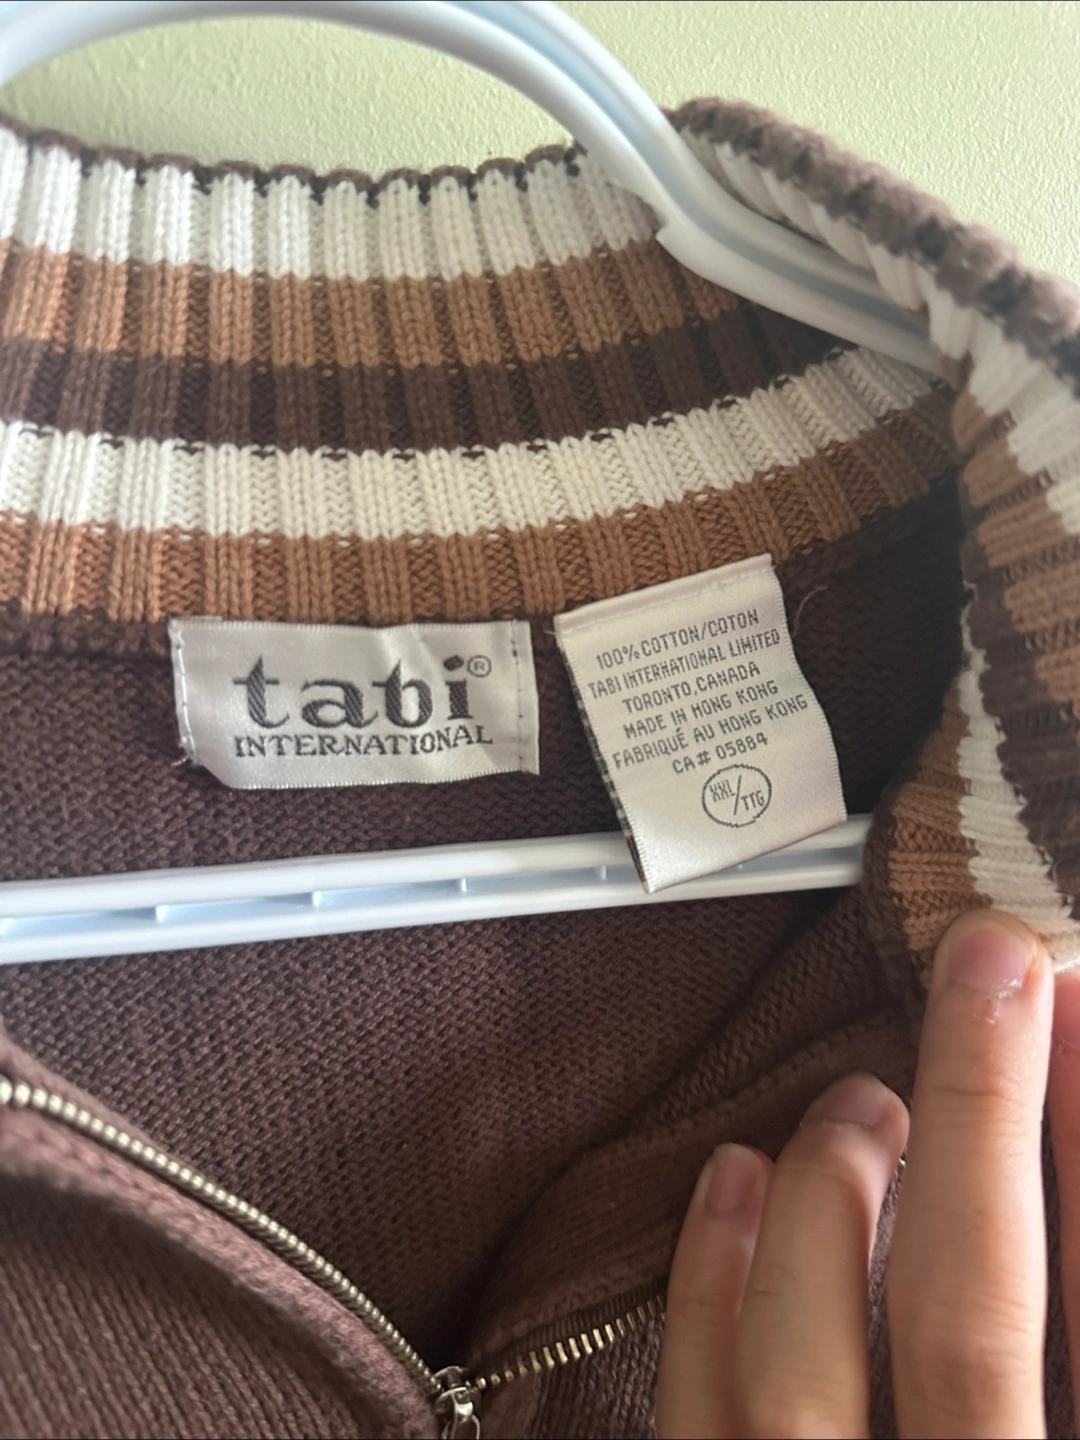 tabi®
INTERNATIONAL
100% COTTON/COTON
TABI INTERNATIONAL LIMITED
TORONTO, CANADA
MADE IN HONG KONG
FABRIQUÉ AU HONG KONG
CA# 05884
XXL/TTG